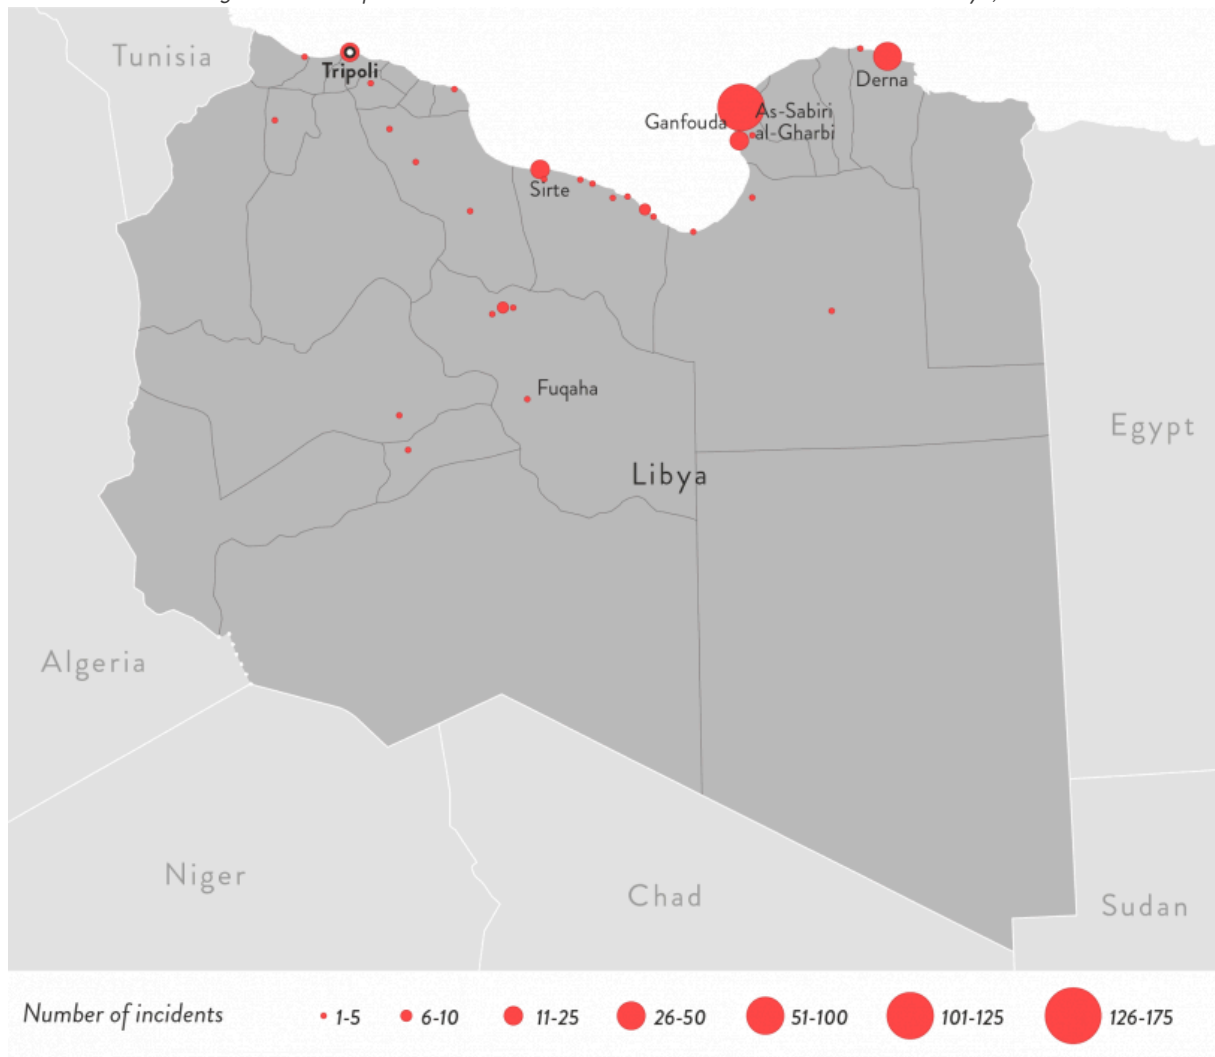 Tunisia
Tripoli
Derna
As-Sabiri
Ganfouda
al-Gharbi
Sirte
Fuqaha
Egypt
Libya
Algeria
Niger
Chad
Sudan
Number of incidents 1-5 6-10 11-25 26-50 51-100 101-125 126-175